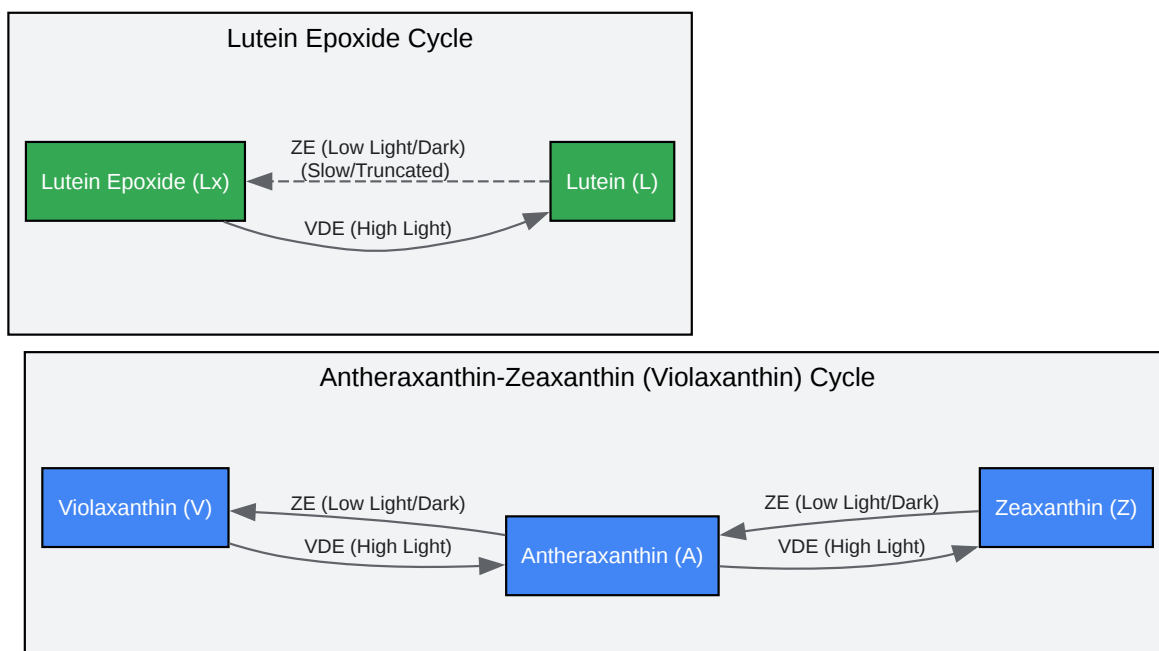 Lutein Epoxide Cycle
ZE (Low Light/Dark)
(Slow/Truncated)
Lutein Epoxide (Lx)
Lutein (L)
VDE (High Light)
Antheraxanthin-Zeaxanthin (Violaxanthin) Cycle
Violaxanthin (V)
ZE (Low Light/Dark)
VDE (High Light)
Antheraxanthin (A)
ZE (Low Light/Dark)
VDE (High Light)
Zeaxanthin (Z)